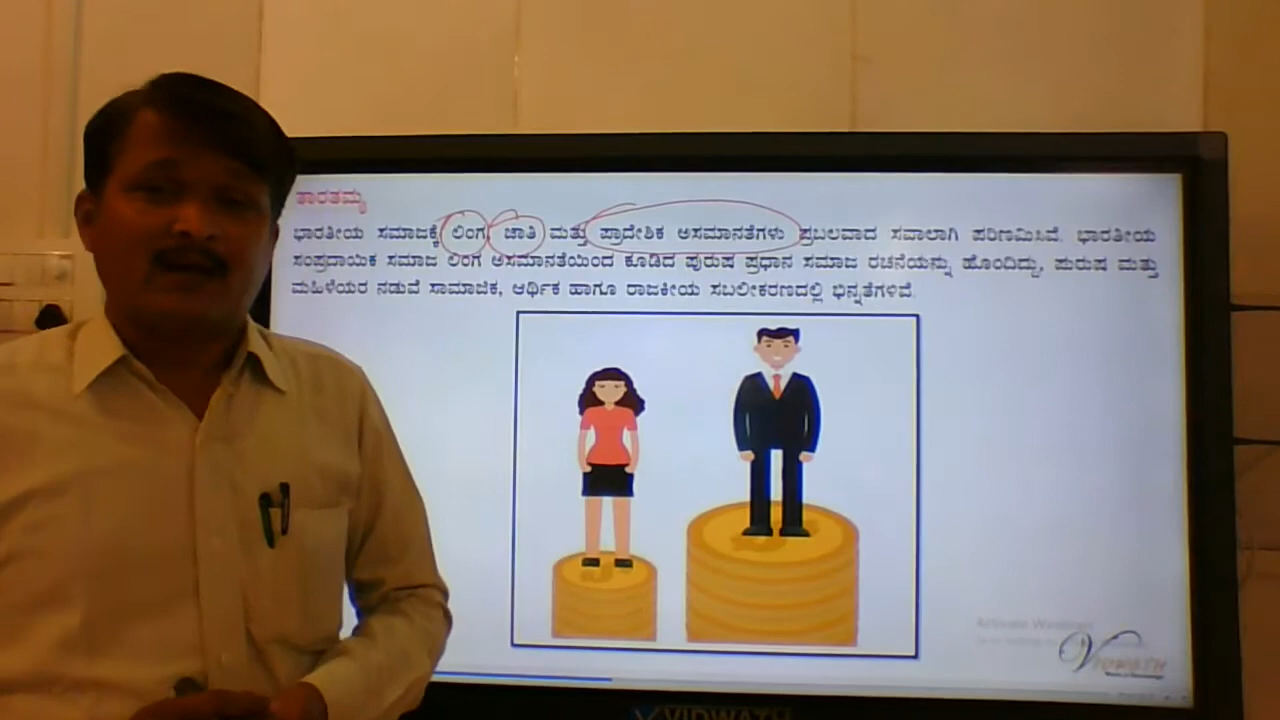 ತಾರತಮ್ಯ
ಭಾರತೀಯ ಸಮಾಜಕ್ಕೆ ಲಿಂಗ ಜಾತಿ ಮತ್ತು ಪ್ರಾದೇಶಿಕ ಅಸಮಾನತೆಗಳು ಪ್ರಬಲವಾದ ಸವಾಲಾಗಿ ಪರಿಣಮಿಸಿವೆ. ಭಾರತೀಯ
ಸಂಪ್ರದಾಯಿಕ ಸಮಾಜ ಲಿಂಗ ಅಸಮಾನತೆಯಿಂದ ಕೂಡಿದ ಪುರುಷ ಪ್ರಧಾನ ಸಮಾಜ ರಚನೆಯನ್ನು ಹೊಂದಿದ್ದು, ಪುರುಷ ಮತ್ತು
ಮಹಿಳೆಯರ ನಡುವೆ ಸಾಮಾಜಿಕ, ಆರ್ಥಿಕ ಹಾಗೂ ರಾಜಕೀಯ ಸಬಲೀಕರಣದಲ್ಲಿ ಭಿನ್ನತೆಗಳಿವೆ.
Activate Windows
VIDWATH
VIDWATH